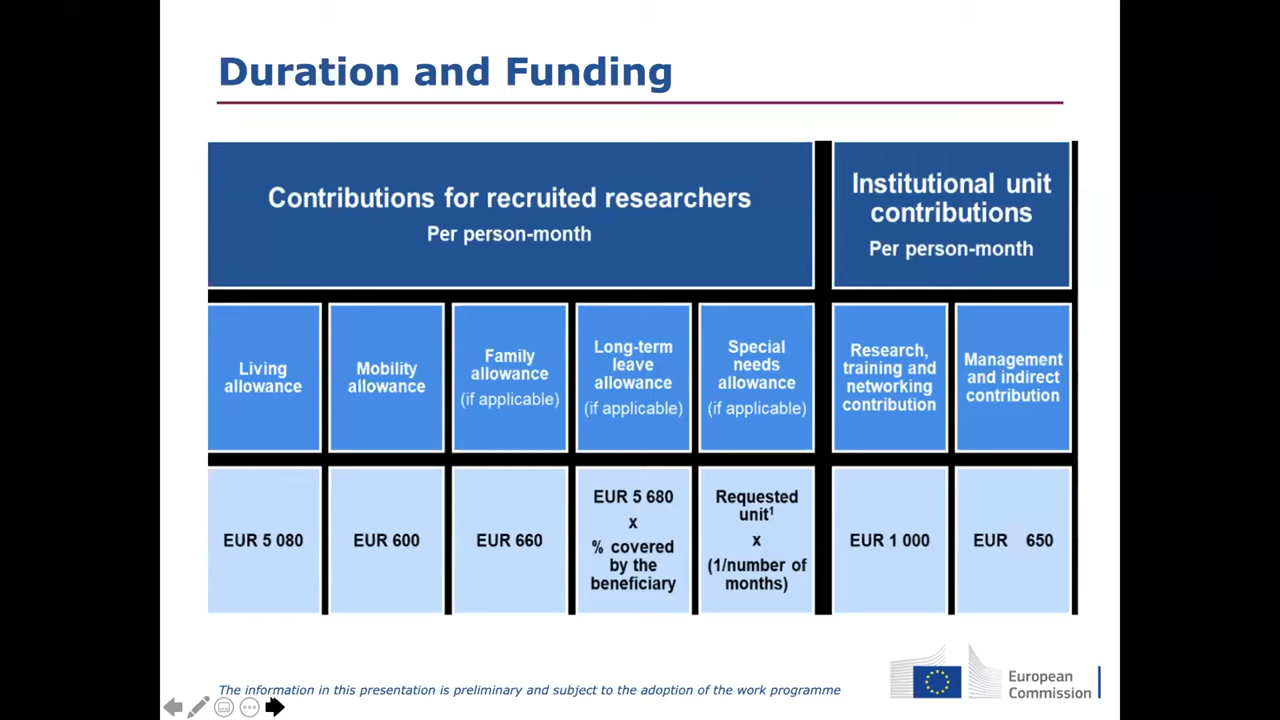 Duration and Funding
Contributions for recruited researchers
Per person-month
Institutional unit
contributions
Per person-month
Living
allowance
Mobility
allowance
Family
allowance
(if applicable)
Long-term
leave
allowance
(if applicable)
Special
needs
allowance
(if applicable)
Research,
training and
networking
contribution
Management
and indirect
contribution
EUR 5 080
EUR 600
EUR 660
EUR 5 680
x
% covered
by the
beneficiary
Requested
unit¹
x
(1/number of
months)
EUR 1 000
EUR 650
The information in this presentation is preliminary and subject to the adoption of the work programme
European
Commission